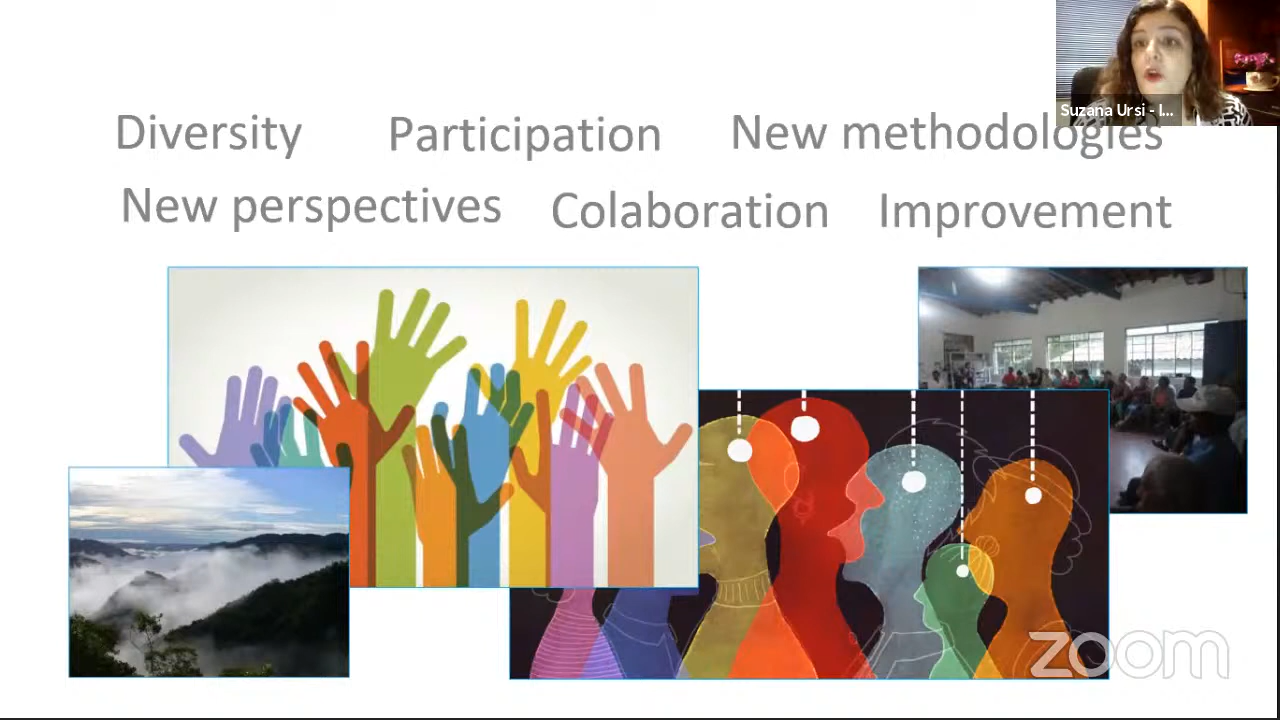 Suzana Ursi - I...
Diversity Participation New methodologies
New perspectives Colaboration Improvement
zoom